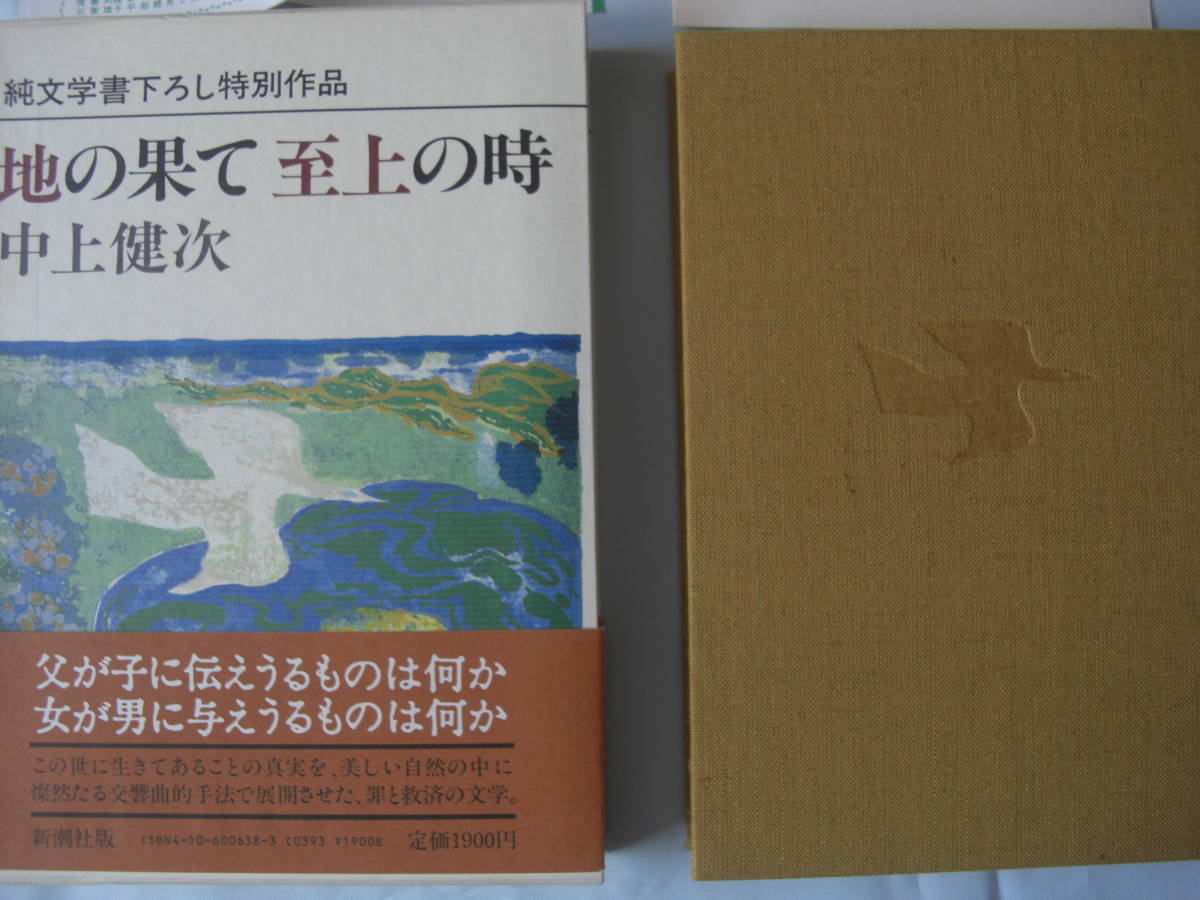 純文学書下ろし特別作品
地の果て 至上の時
中上健次
父が子に伝えうるものは何か
女が男に与えうるものは何か
この世に生きてあることの真実を、美しい自然の中に
燦然たる交響曲的手法で展開させた、罪と救済の文学。
新潮社版 ISBN4-10-600638-3 C0393 ¥1900E 定価1900円